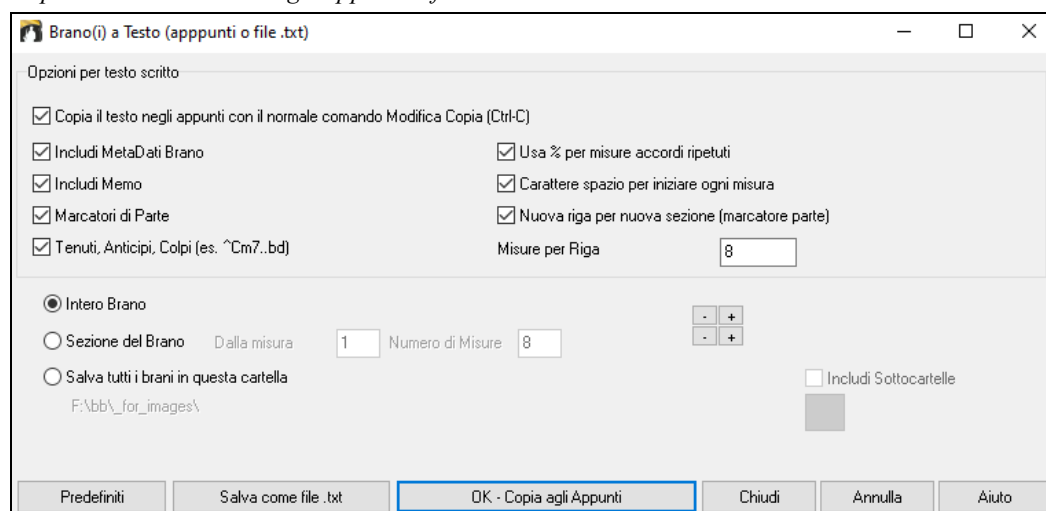 Brano(i) a Testo (apppunti o file .txt)
Opzioni per testo scritto
Copia il testo negli appunti con il normale comando Modifica Copia (Ctrl-C)
Includi MetaDati Brano
Usa % per misure accordi ripetuti
Includi Memo
Carattere spazio per iniziare ogni misura
Marcatori di Parte
Nuova riga per nuova sezione (marcatore parte)
Tenuti, Anticipi, Colpi (es. ^Cm7..bd)
Misure per Riga 8
Intero Brano
- +
Sezione del Brano Dalla misura 1 Numero di Misure 8
- +
Salva tutti i brani in questa cartella
Includi Sottocartelle
F:\bb\_for_images\
Predefiniti Salva come file .txt OK - Copia agli Appunti Chiudi Annulla Aiuto